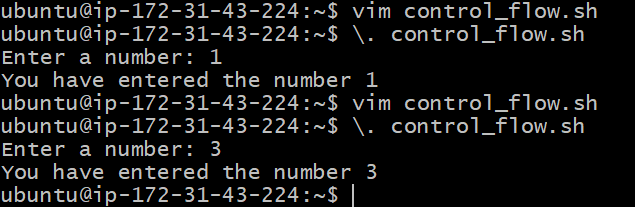 ubuntu@ip-172-31-43-224:~$ vim control_flow.sh
ubuntu@ip-172-31-43-224:~$ \. control_flow.sh
Enter a number: 1
You have entered the number 1
ubuntu@ip-172-31-43-224:~$ vim control_flow.sh
ubuntu@ip-172-31-43-224:~$ \. control_flow.sh
Enter a number: 3
You have entered the number 3
ubuntu@ip-172-31-43-224:~$